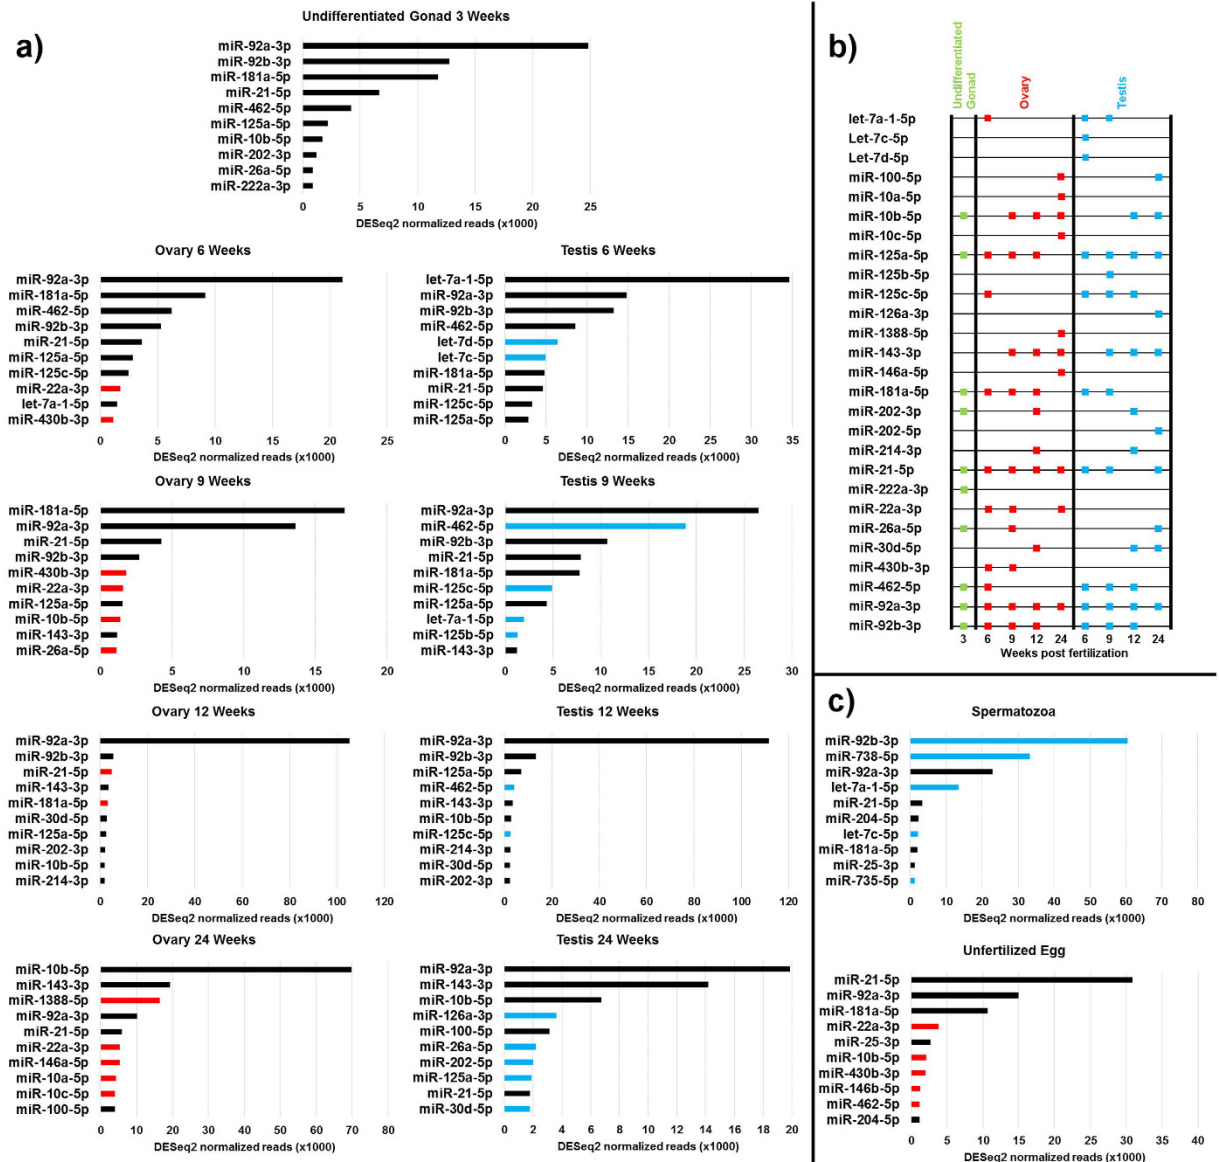 a)
Undifferentiated Gonad 3 Weeks
miR-92a-3p
miR-92b-3p
miR-181a-5p
miR-21-5p
miR-462-5p
miR-125a-5p
miR-10b-5p
miR-202-3p
miR-26a-5p
miR-222a-3p
0 5 10 15 20 25
DESeq2 normalized reads (x1000)
Ovary 6 Weeks
miR-92a-3p
miR-181a-5p
miR-462-5p
miR-92b-3p
miR-21-5p
miR-125a-5p
miR-125c-5p
miR-22a-3p
let-7a-1-5p
miR-430b-3p
0 5 10 15 20 25
DESeq2 normalized reads (x1000)
Testis 6 Weeks
let-7a-1-5p
miR-92a-3p
miR-92b-3p
miR-462-5p
let-7d-5p
let-7c-5p
miR-181a-5p
miR-21-5p
miR-125c-5p
miR-125a-5p
0 5 10 15 20 25 30 35
DESeq2 normalized reads (x1000)
Ovary 9 Weeks
miR-181a-5p
miR-92a-3p
miR-21-5p
miR-92b-3p
miR-430b-3p
miR-22a-3p
miR-125a-5p
miR-10b-5p
miR-143-3p
miR-26a-5p
0 5 10 15 20
DESeq2 normalized reads (x1000)
Testis 9 Weeks
miR-92a-3p
miR-462-5p
miR-92b-3p
miR-21-5p
miR-181a-5p
miR-125c-5p
miR-125a-5p
let-7a-1-5p
miR-125b-5p
miR-143-3p
0 5 10 15 20 25 30
DESeq2 normalized reads (x1000)
Ovary 12 Weeks
miR-92a-3p
miR-92b-3p
miR-21-5p
miR-143-3p
miR-181a-5p
miR-30d-5p
miR-125a-5p
miR-202-3p
miR-10b-5p
miR-214-3p
0 20 40 60 80 100 120
DESeq2 normalized reads (x1000)
Testis 12 Weeks
miR-92a-3p
miR-92b-3p
miR-125a-5p
miR-462-5p
miR-143-3p
miR-10b-5p
miR-125c-5p
miR-214-3p
miR-30d-5p
miR-202-3p
0 20 40 60 80 100 120
DESeq2 normalized reads (x1000)
Ovary 24 Weeks
miR-10b-5p
miR-143-3p
miR-1388-5p
miR-92a-3p
miR-21-5p
miR-22a-3p
miR-146a-5p
miR-10a-5p
miR-10c-5p
miR-100-5p
0 10 20 30 40 50 60 70 80
DESeq2 normalized reads (x1000)
Testis 24 Weeks
miR-92a-3p
miR-143-3p
miR-10b-5p
miR-126a-3p
miR-100-5p
miR-26a-5p
miR-202-5p
miR-125a-5p
miR-21-5p
miR-30d-5p
0 2 4 6 8 10 12 14 16 18 20
DESeq2 normalized reads (x1000)
b)
Undifferentiated
Gonad
Ovary
Testis
let-7a-1-5p
Let-7c-5p
Let-7d-5p
miR-100-5p
miR-10a-5p
miR-10b-5p
miR-10c-5p
miR-125a-5p
miR-125b-5p
miR-125c-5p
miR-126a-3p
miR-1388-5p
miR-143-3p
miR-146a-5p
miR-181a-5p
miR-202-3p
miR-202-5p
miR-214-3p
miR-21-5p
miR-222a-3p
miR-22a-3p
miR-26a-5p
miR-30d-5p
miR-430b-3p
miR-462-5p
miR-92a-3p
miR-92b-3p
3 6 9 12 24 6 9 12 24
Weeks post fertilization
c)
Spermatozoa
miR-92b-3p
miR-738-5p
miR-92a-3p
let-7a-1-5p
miR-21-5p
miR-204-5p
let-7c-5p
miR-181a-5p
miR-25-3p
miR-735-5p
0 10 20 30 40 50 60 70 80
DESeq2 normalized reads (x1000)
Unfertilized Egg
miR-21-5p
miR-92a-3p
miR-181a-5p
miR-22a-3p
miR-25-3p
miR-10b-5p
miR-430b-3p
miR-146b-5p
miR-462-5p
miR-204-5p
0 10 20 30 40
DESeq2 normalized reads (x1000)